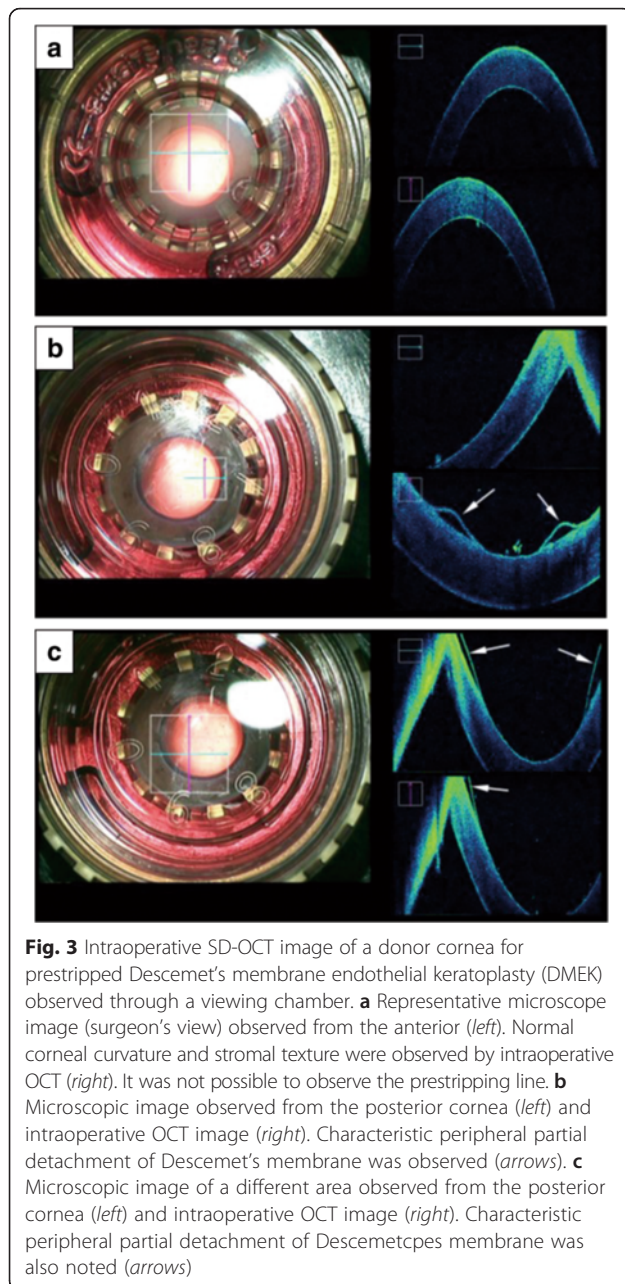 a
b
c
Fig. 3 Intraoperative SD-OCT image of a donor cornea for
prestripped Descemet's membrane endothelial keratoplasty (DMEK)
observed through a viewing chamber. a Representative microscope
image (surgeon's view) observed from the anterior (left). Normal
corneal curvature and stromal texture were observed by intraoperative
OCT (right). It was not possible to observe the prestripping line. b
Microscopic image observed from the posterior cornea (left) and
intraoperative OCT image (right). Characteristic peripheral partial
detachment of Descemet's membrane was observed (arrows). c
Microscopic image of a different area observed from the posterior
cornea (left) and intraoperative OCT image (right). Characteristic
peripheral partial detachment of Descemetcpes membrane was
also noted (arrows)